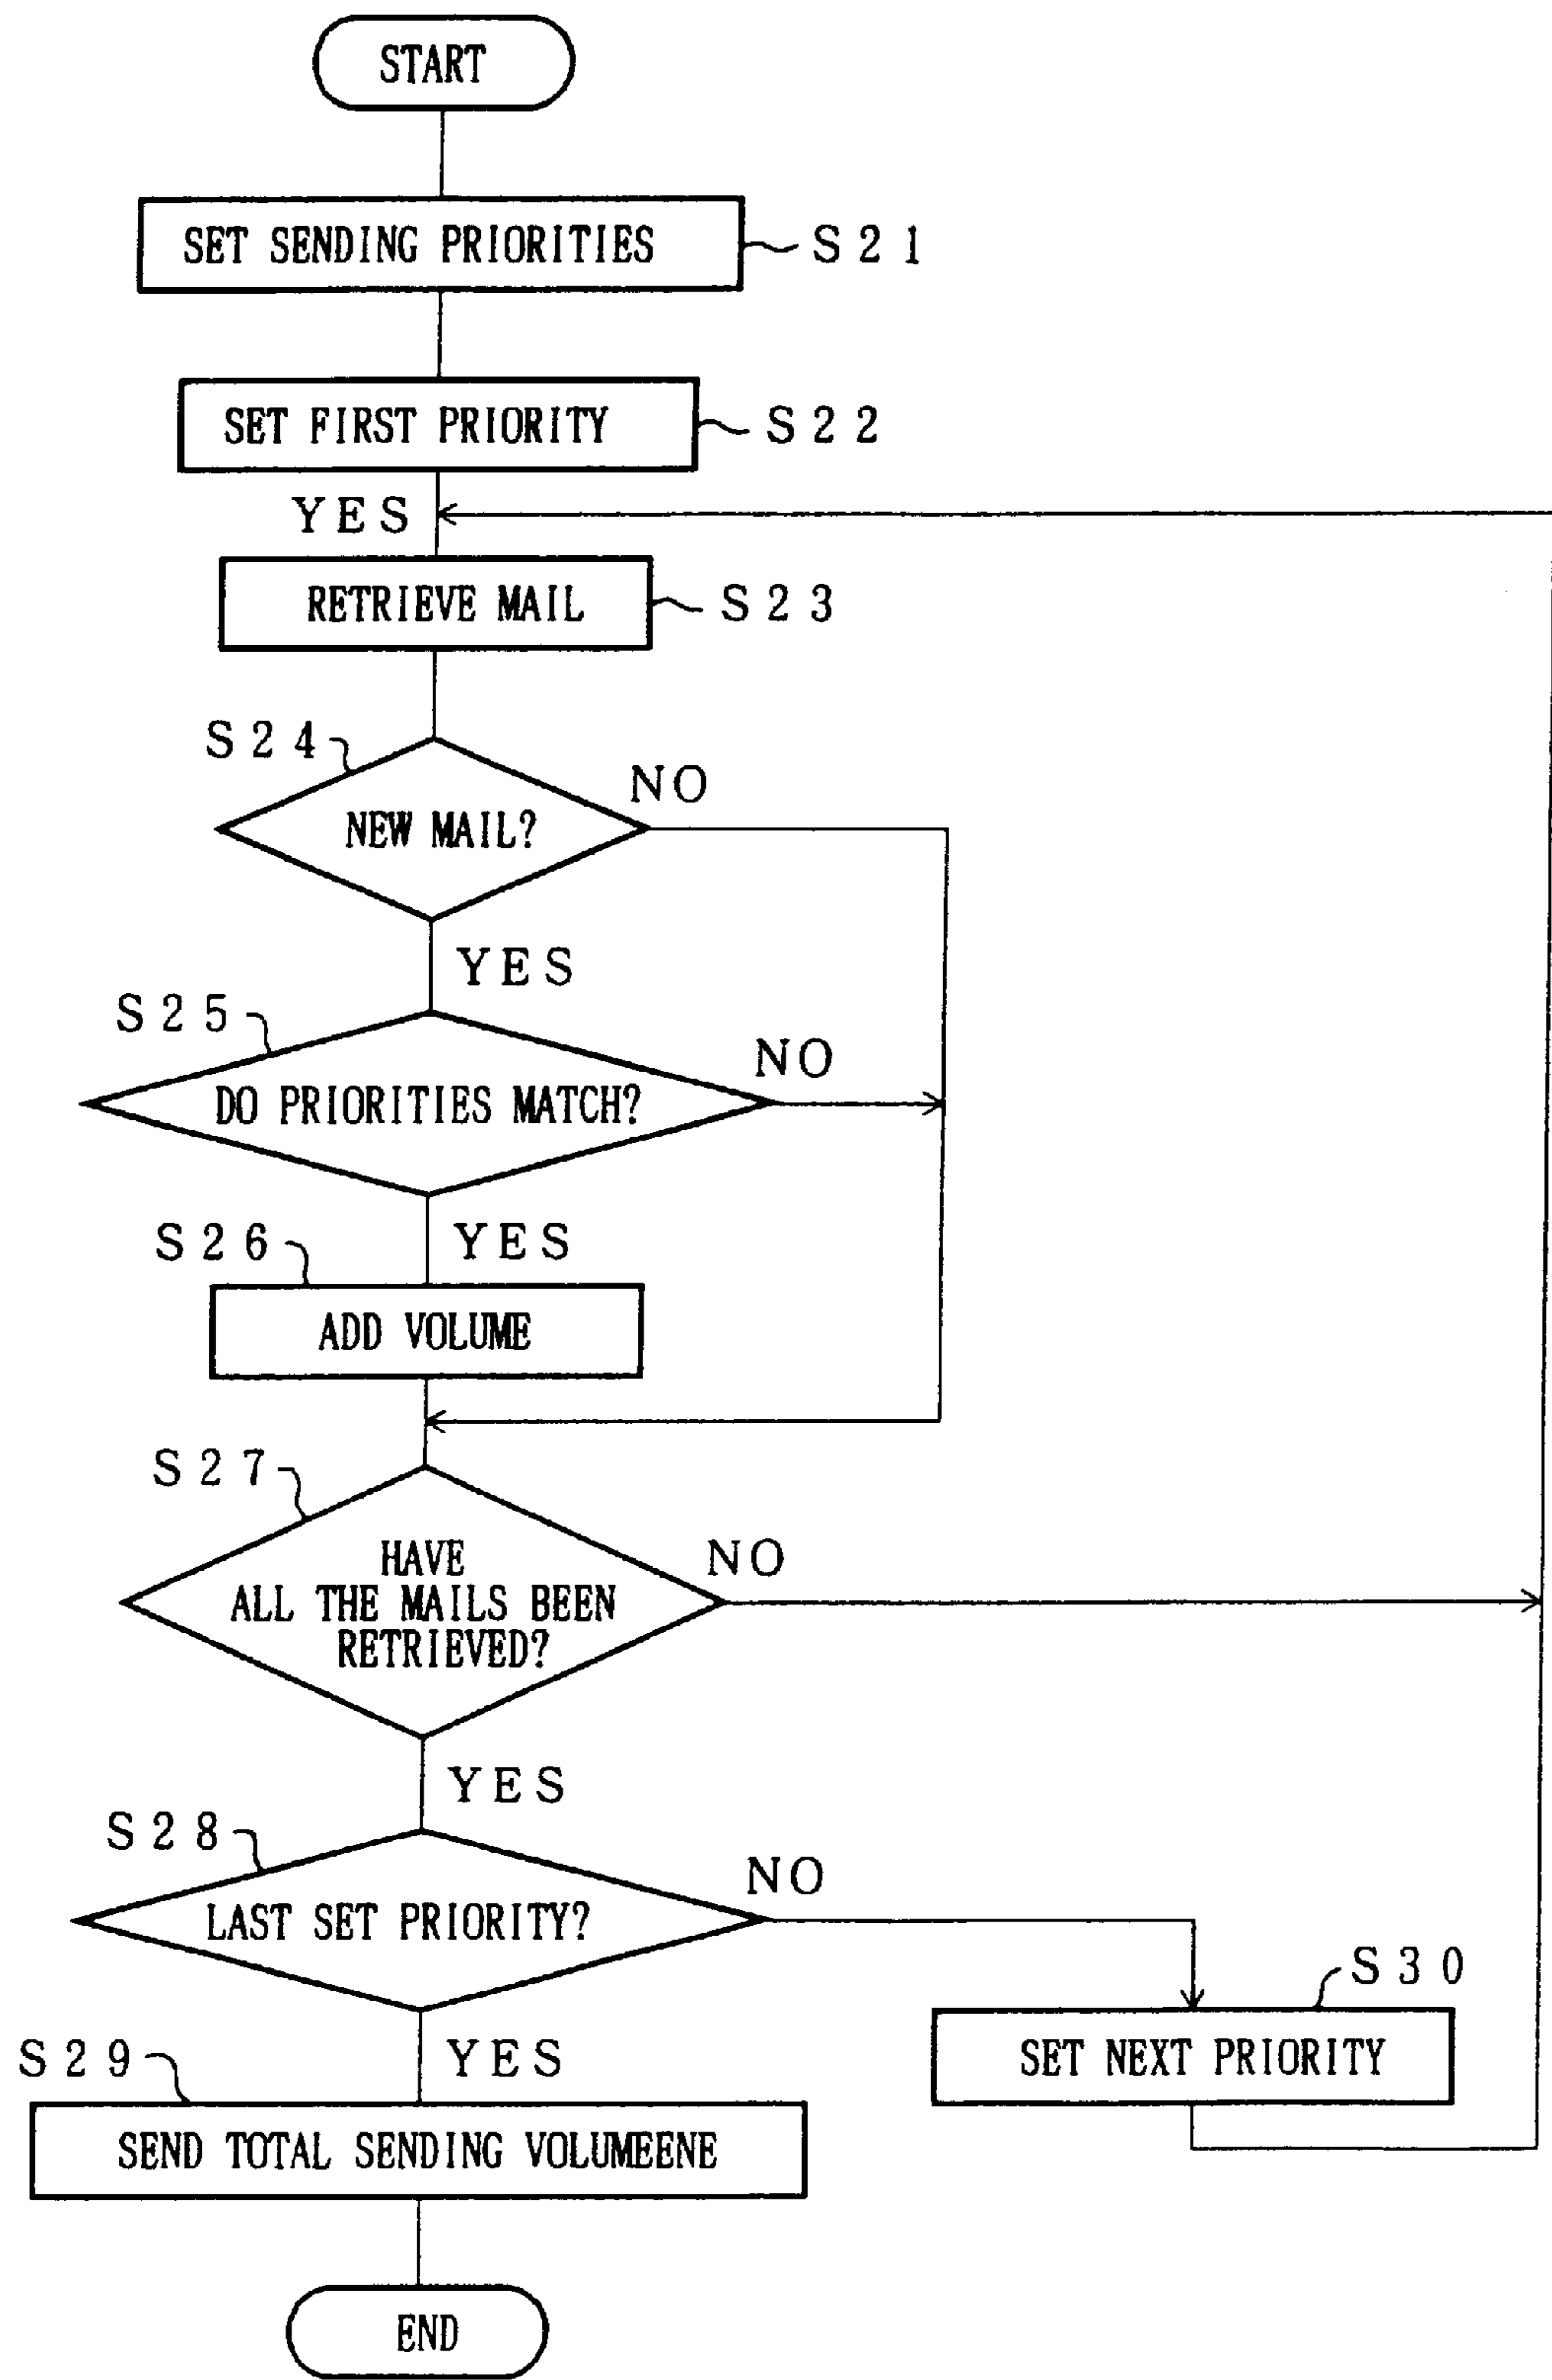 START
SET SENDING PRIORITIES
S21
SET FIRST PRIORITY
S22
YES
RETRIEVE MAIL
S23
S24
NEW MAIL?
NO
YES
S25
DO PRIORITIES MATCH?
NO
YES
S26
ADD VOLUME
S27
HAVE
ALL THE MAILS BEEN
RETRIEVED?
NO
YES
S28
LAST SET PRIORITY?
NO
S30
SET NEXT PRIORITY
YES
S29
SEND TOTAL SENDING VOLUMEENE
END